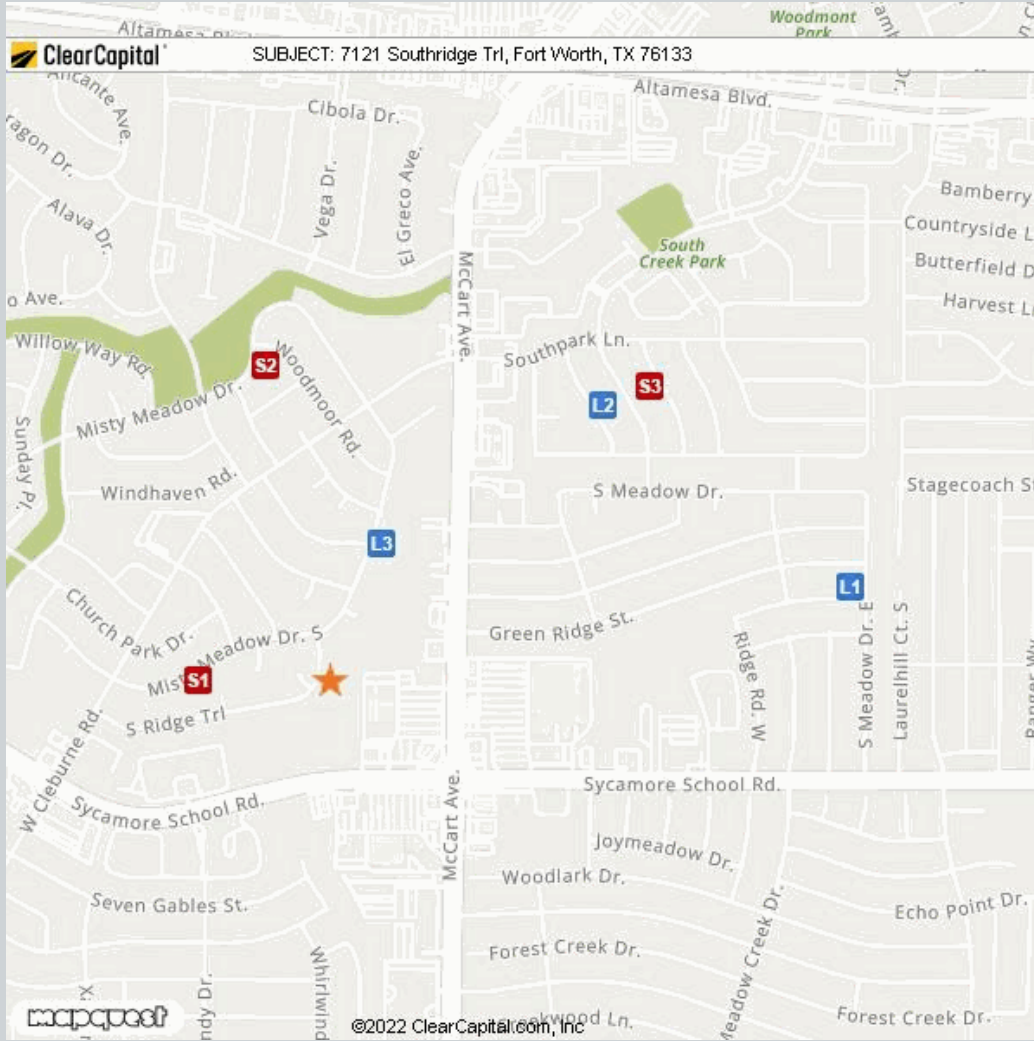 Woodmont
Park
ClearCapital
SUBJECT: 7121 Southridge Trl, Fort Worth, TX 76133
Alicante Ave.
Cibola Dr.
Altamesa Blvd.
Vega Dr.
El Greco Ave.
Alava Dr.
Bamberry
Countryside L
Butterfield D
Harvest L
South
Creek Park
McCart Ave.
o Ave.
Willow Way Rd.
Southpark Ln.
S2
Woodmoor Rd.
S3
L2
Misty Meadow Dr.
Sunday Pl.
Windhaven Rd.
S Meadow Dr.
Stagecoach S
L3
L1
Church Park Dr.
Green Ridge St.
Misty Meadow Dr. S
S1
S Ridge Trl
Ridge Rd. W
S Meadow Dr. E
Laurelhill Ct. S
W Cleburne Rd.
Sycamore School Rd.
Sycamore School Rd.
McCart Ave.
Joymeadow Dr.
Woodlark Dr.
Seven Gables St.
Echo Point Dr.
Forest Creek Dr.
Meadow Creek Dr.
Whirlwind
ndy Dr.
Forest Creek Dr.
mapquest
©2022 ClearCapital.com, Inc